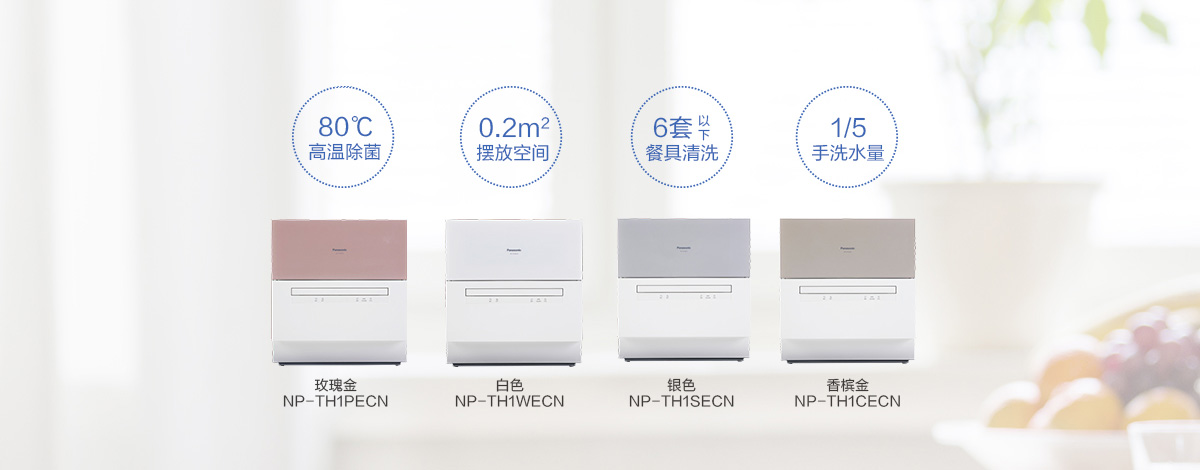 80℃
高温除菌
0.2m²
摆放空间
6套以下
餐具清洗
1/5
手洗水量
Panasonic
Panasonic
Panasonic
Panasonic
玫瑰金
NP-TH1PECN
白色
NP-TH1WECN
银色
NP-TH1SECN
香槟金
NP-TH1CECN